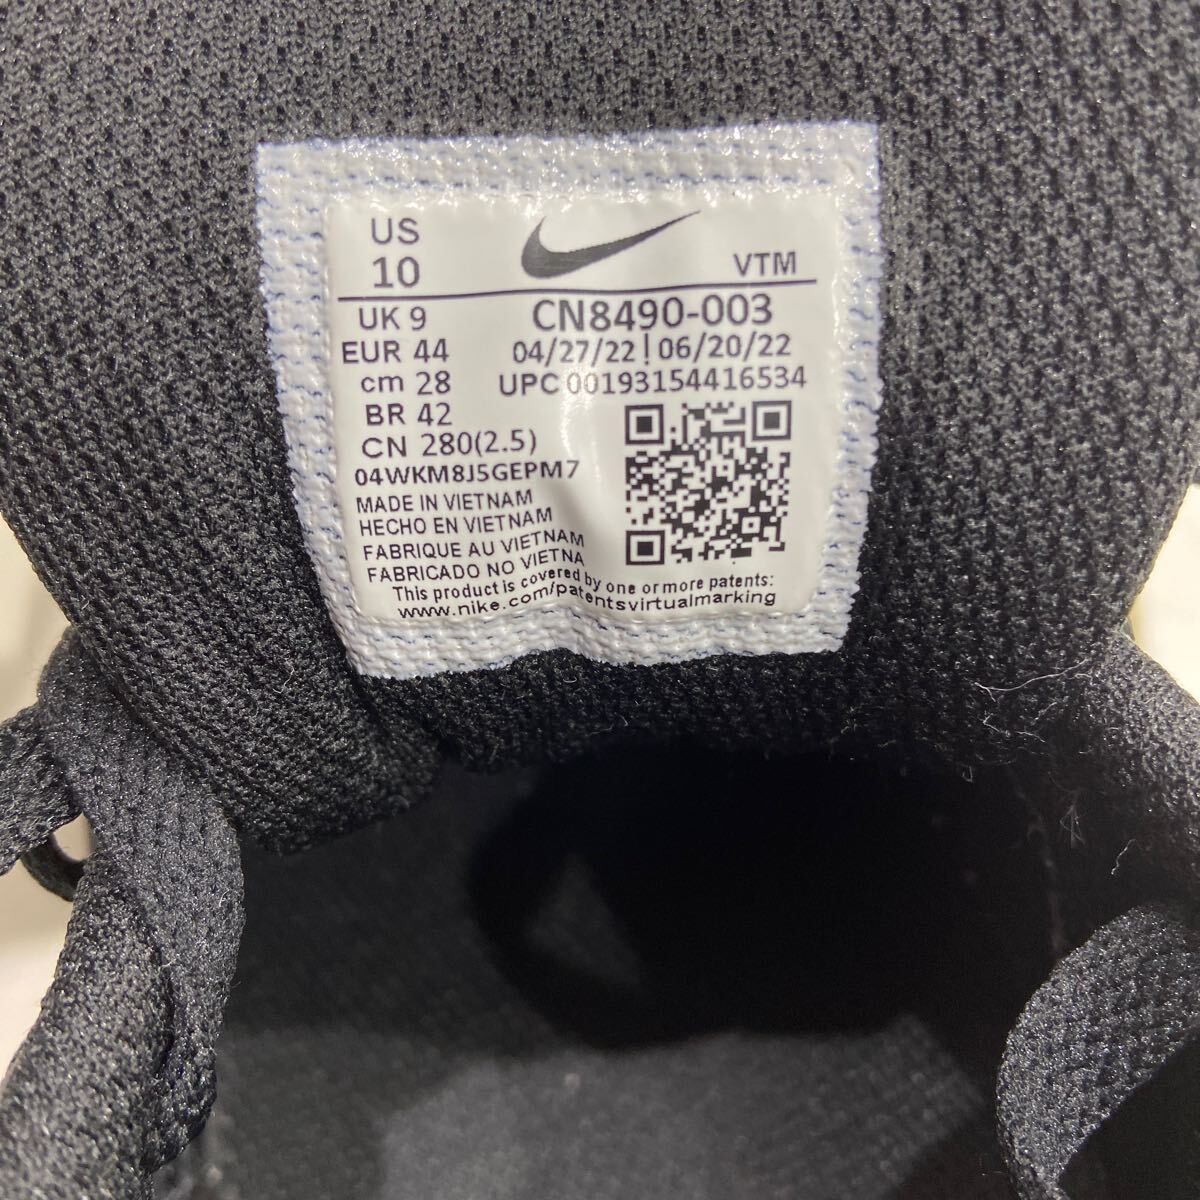 US
10
VTM
UK 9
CN8490-003
EUR 44
04/27/22 | 06/20/22
cm 28
UPC 00193154416534
BR 42
CN 280(2.5)
04WKM8J5GEPM7
MADE IN VIETNAM
HECHO EN VIETNAM
FABRIQUE AU VIETNAM
FABRICADO NO VIETNA
This product is covered by one or more patents:
www.nike.com/patentsvirtualmarking